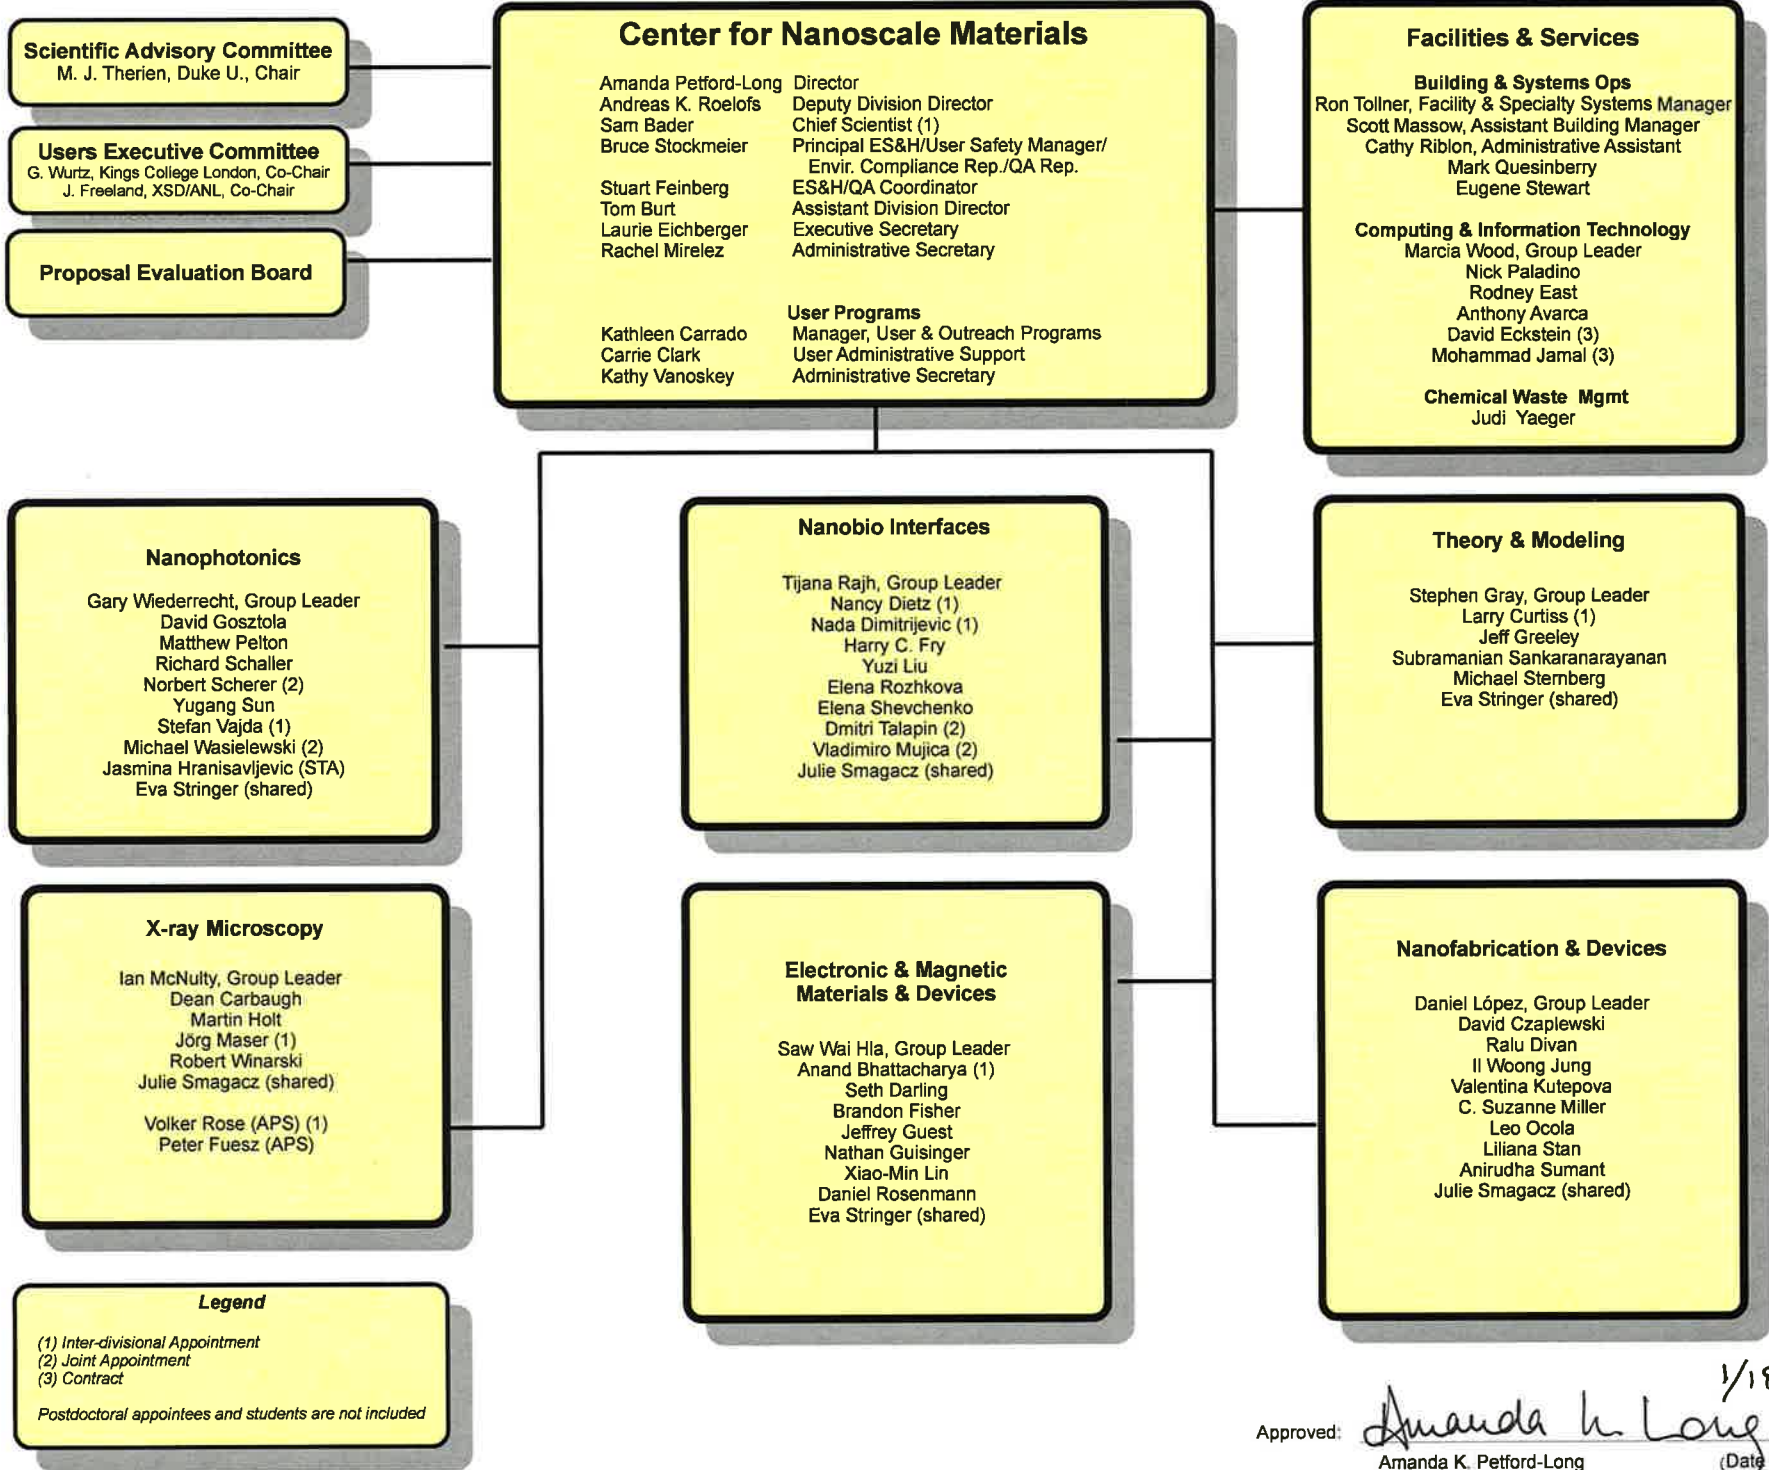 Scientific Advisory Committee
M. J. Therien, Duke U., Chair
Users Executive Committee
G. Wurtz, Kings College London, Co-Chair
J. Freeland, XSD/ANL, Co-Chair
Proposal Evaluation Board
Center for Nanoscale Materials
Amanda Petford-Long Director
Andreas K. Roelofs Deputy Division Director
Sam Bader Chief Scientist (1)
Bruce Stockmeier Principal ES&H/User Safety Manager/
Envir. Compliance Rep./QA Rep.
Stuart Feinberg ES&H/QA Coordinator
Tom Burt Assistant Division Director
Laurie Eichberger Executive Secretary
Rachel Mirelez Administrative Secretary
User Programs
Kathleen Carrado Manager, User & Outreach Programs
Carrie Clark User Administrative Support
Kathy Vanoskey Administrative Secretary
Facilities & Services
Building & Systems Ops
Ron Tollner, Facility & Specialty Systems Manager
Scott Massow, Assistant Building Manager
Cathy Riblon, Administrative Assistant
Mark Quesinberry
Eugene Stewart
Computing & Information Technology
Marcia Wood, Group Leader
Nick Paladino
Rodney East
Anthony Avarca
David Eckstein (3)
Mohammad Jamal (3)
Chemical Waste Mgmt
Judi Yaeger
Nanophotonics
Gary Wiederrecht, Group Leader
David Gosztola
Matthew Pelton
Richard Schaller
Norbert Scherer (2)
Yugang Sun
Stefan Vajda (1)
Michael Wasielewski (2)
Jasmina Hranisavljevic (STA)
Eva Stringer (shared)
Nanobio Interfaces
Tijana Rajh, Group Leader
Nancy Dietz (1)
Nada Dimitrijevic (1)
Harry C. Fry
Yuzi Liu
Elena Rozhkova
Elena Shevchenko
Dmitri Talapin (2)
Vladimiro Mujica (2)
Julie Smagacz (shared)
Theory & Modeling
Stephen Gray, Group Leader
Larry Curtiss (1)
Jeff Greeley
Subramanian Sankaranarayanan
Michael Sternberg
Eva Stringer (shared)
X-ray Microscopy
Ian McNulty, Group Leader
Dean Carbaugh
Martin Holt
Jörg Maser (1)
Robert Winarski
Julie Smagacz (shared)
Volker Rose (APS) (1)
Peter Fuesz (APS)
Electronic & Magnetic
Materials & Devices
Saw Wai Hla, Group Leader
Anand Bhattacharya (1)
Seth Darling
Brandon Fisher
Jeffrey Guest
Nathan Guisinger
Xiao-Min Lin
Daniel Rosenmann
Eva Stringer (shared)
Nanofabrication & Devices
Daniel López, Group Leader
David Czaplewski
Ralu Divan
Il Woong Jung
Valentina Kutepova
C. Suzanne Miller
Leo Ocola
Liliana Stan
Anirudha Sumant
Julie Smagacz (shared)
Legend
(1) Inter-divisional Appointment
(2) Joint Appointment
(3) Contract
Postdoctoral appointees and students are not included
Approved: Amanda K. Long
Amanda K. Petford-Long (Date